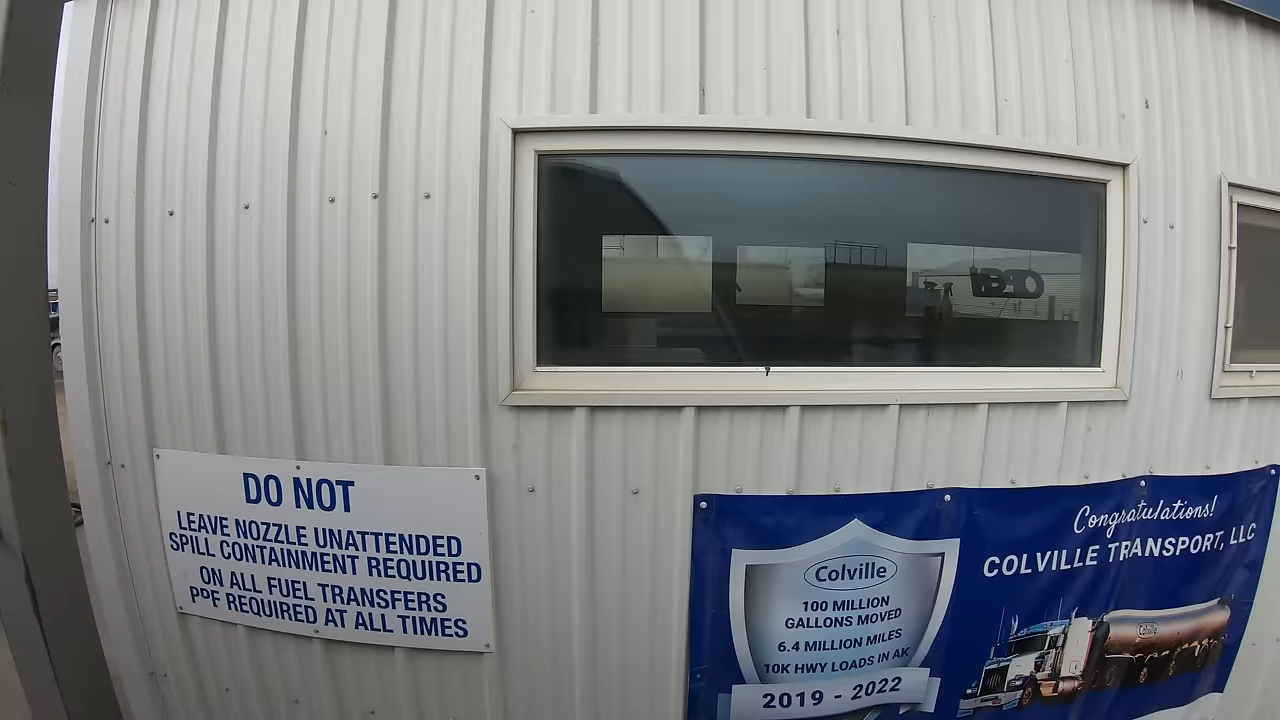 DO NOT
LEAVE NOZZLE UNATTENDED
SPILL CONTAINMENT REQUIRED
ON ALL FUEL TRANSFERS
PPF REQUIRED AT ALL TIMES
Congratulations!
COLVILLE TRANSPORT, LLC
Colville
100 MILLION
GALLONS MOVED
6.4 MILLION MILES
10K HWY LOADS IN AK
2019 - 2022
Colville